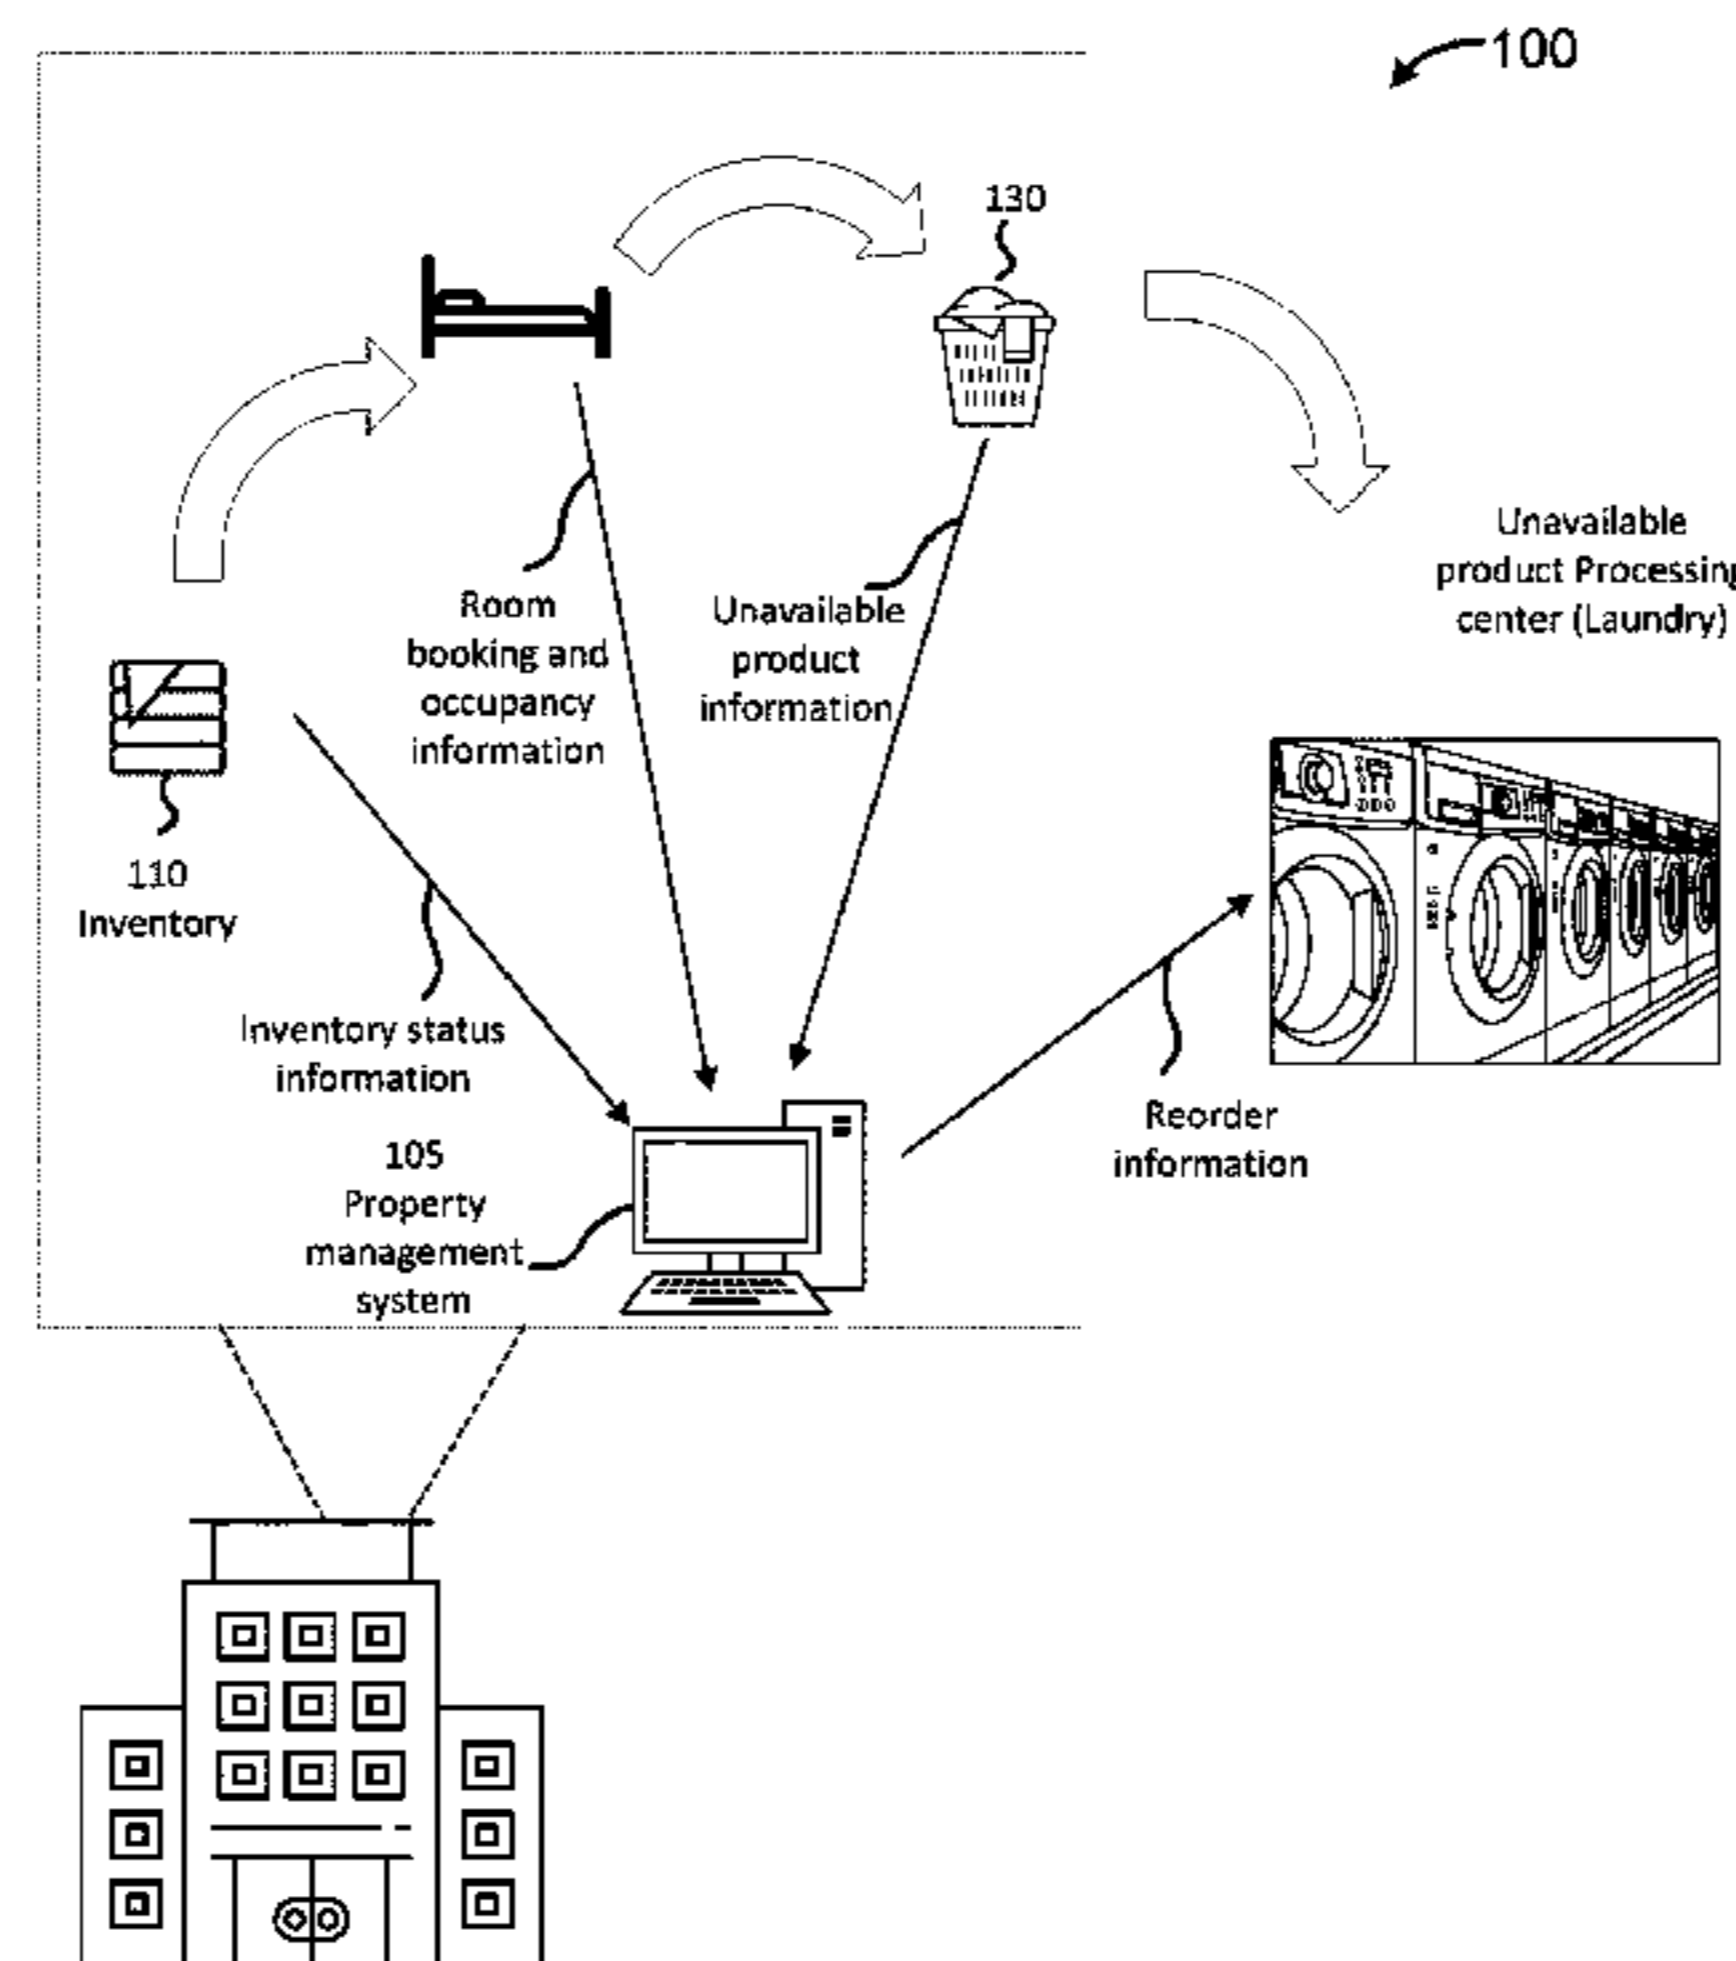 100
130
Unavailable
product Processing
center (Laundry)
Room
booking and
occupancy
information
Unavailable
product
information
110
Inventory
Inventory status
information
105
Property
management
system
Reorder
information